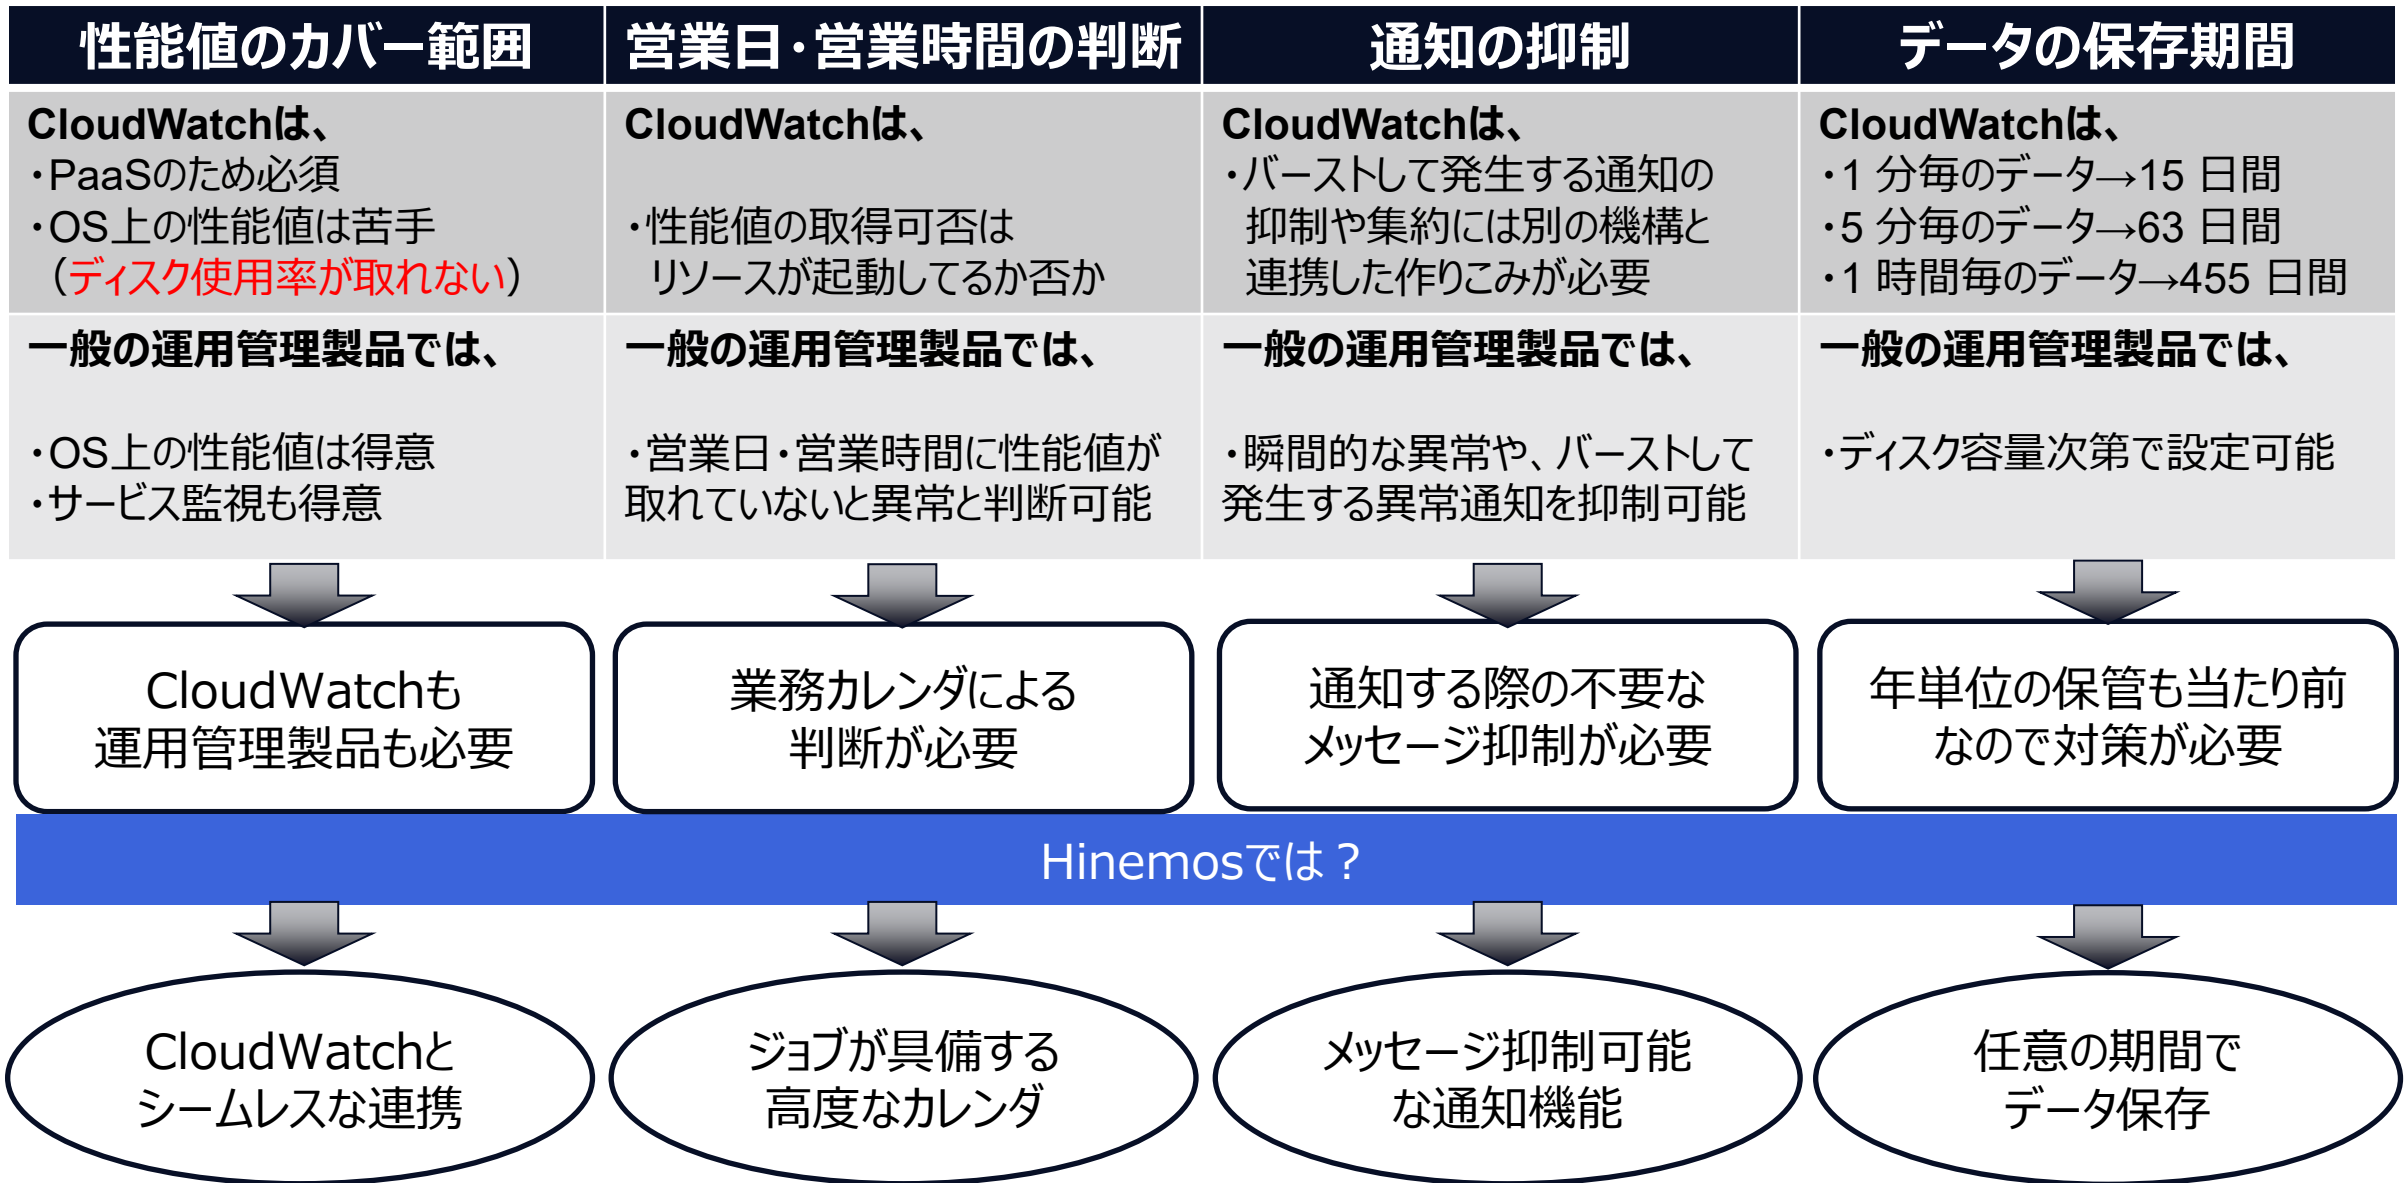 性能値のカバー範囲
営業日・営業時間の判断
通知の抑制
データの保存期間
CloudWatchは、
・PaaSのため必須
・OS上の性能値は苦手
（ディスク使用率が取れない）
CloudWatchは、
・性能値の取得可否は
リソースが起動してるか否か
CloudWatchは、
・バーストして発生する通知の
抑制や集約には別の機構と
連携した作りこみが必要
CloudWatchは、
・1 分毎のデータ→15 日間
・5 分毎のデータ→63 日間
・1 時間毎のデータ→455 日間
一般の運用管理製品では、
・OS上の性能値は得意
・サービス監視も得意
一般の運用管理製品では、
・営業日・営業時間に性能値が
取れていないと異常と判断可能
一般の運用管理製品では、
・瞬間的な異常や、バーストして
発生する異常通知を抑制可能
一般の運用管理製品では、
・ディスク容量次第で設定可能
CloudWatchも
運用管理製品も必要
業務カレンダによる
判断が必要
通知する際の不要な
メッセージ抑制が必要
年単位の保管も当たり前
なので対策が必要
Hinemosでは？
CloudWatchと
シームレスな連携
ジョブが具備する
高度なカレンダ
メッセージ抑制可能
な通知機能
任意の期間で
データ保存